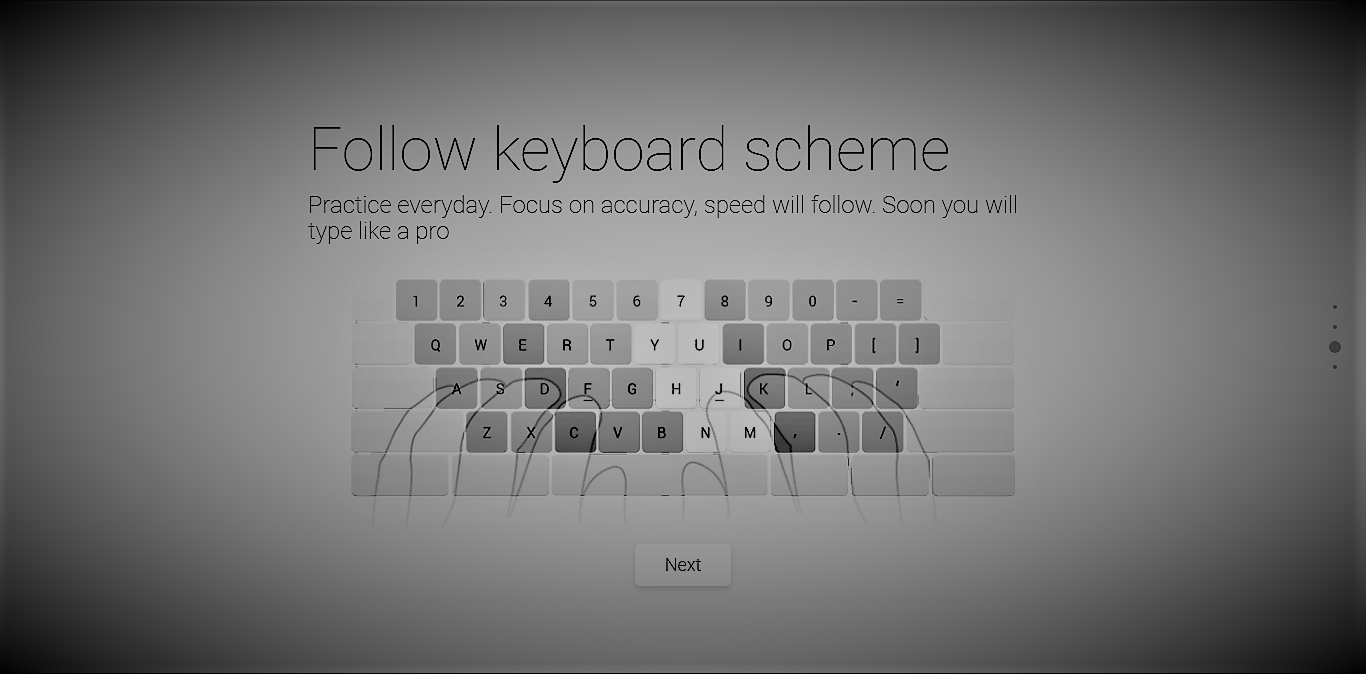 Follow keyboard scheme
Practice everyday. Focus on accuracy, speed will follow. Soon you will
type like a pro
1 2 3 4 5 6 7 8 9 0 - =
Q W E R T Y U I O P [ ]
A S D F G H J K L ; '
Z X C V B N M , . /
Next